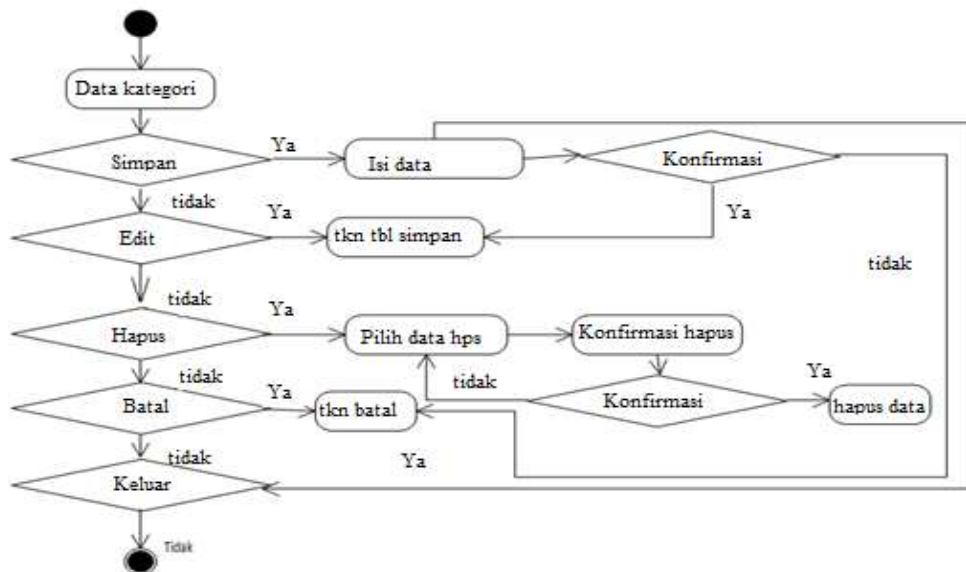 Data kategori
Ya
Simpan
Isi data
Konfirmasi
tidak
Ya
Ya
Edit
tkn tbl simpan
tidak
tidak
Ya
Hapus
Pilih data hps
Konfirmasi hapus
tidak
Ya
tidak
Ya
Batal
tkn batal
Konfirmasi
hapus data
tidak
Ya
Keluar
Tidak